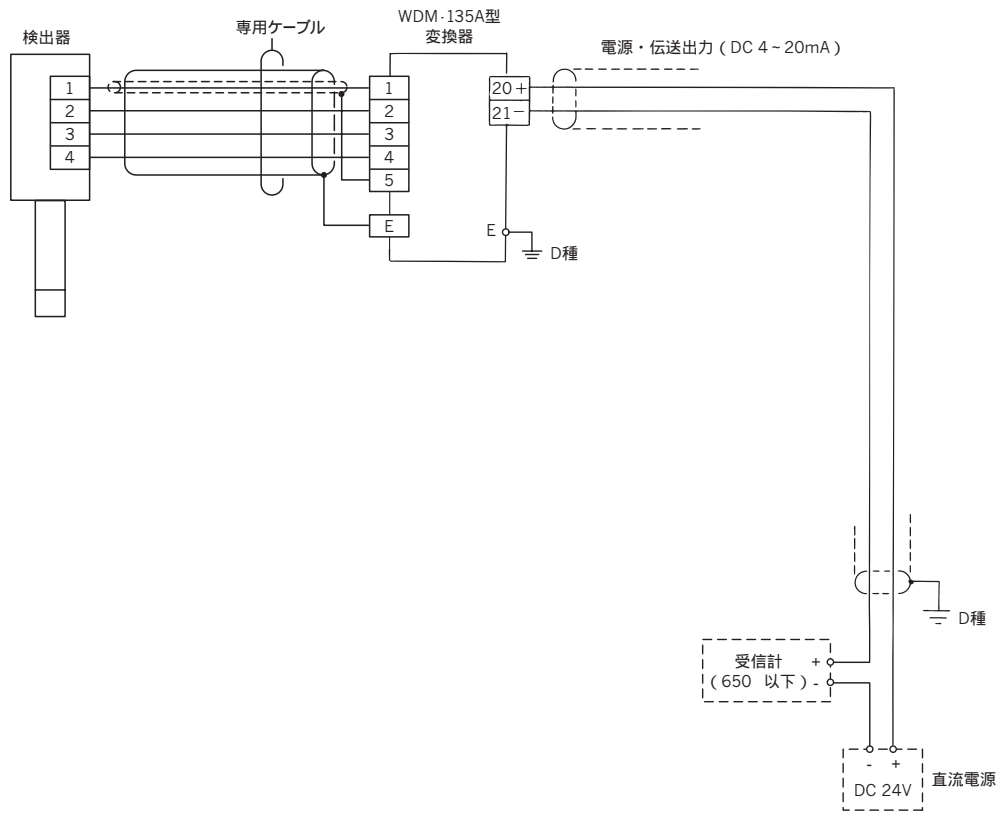 WDM-135A型
変換器
専用ケーブル
検出器
電源・伝送出力(DC 4~20mA)
1
2
3
4
1
2
3
4
5
E
20+
21-
E
D種
D種
受信計 +
(650 以下) -
- +
DC 24V
直流電源